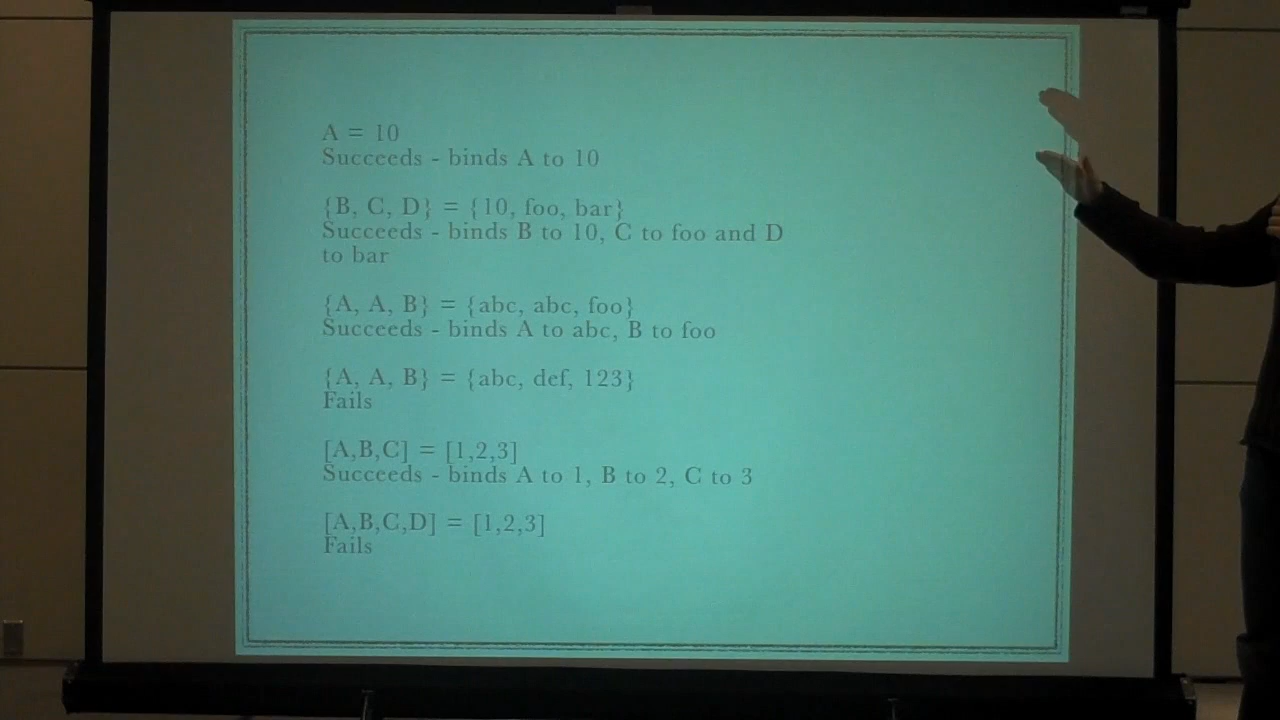 A = 10
Succeeds - binds A to 10
{B, C, D} = {10, foo, bar}
Succeeds - binds B to 10, C to foo and D
to bar
{A, A, B} = {abc, abc, foo}
Succeeds - binds A to abc, B to foo
{A, A, B} = {abc, def, 123}
Fails
[A,B,C] = [1,2,3]
Succeeds - binds A to 1, B to 2, C to 3
[A,B,C,D] = [1,2,3]
Fails